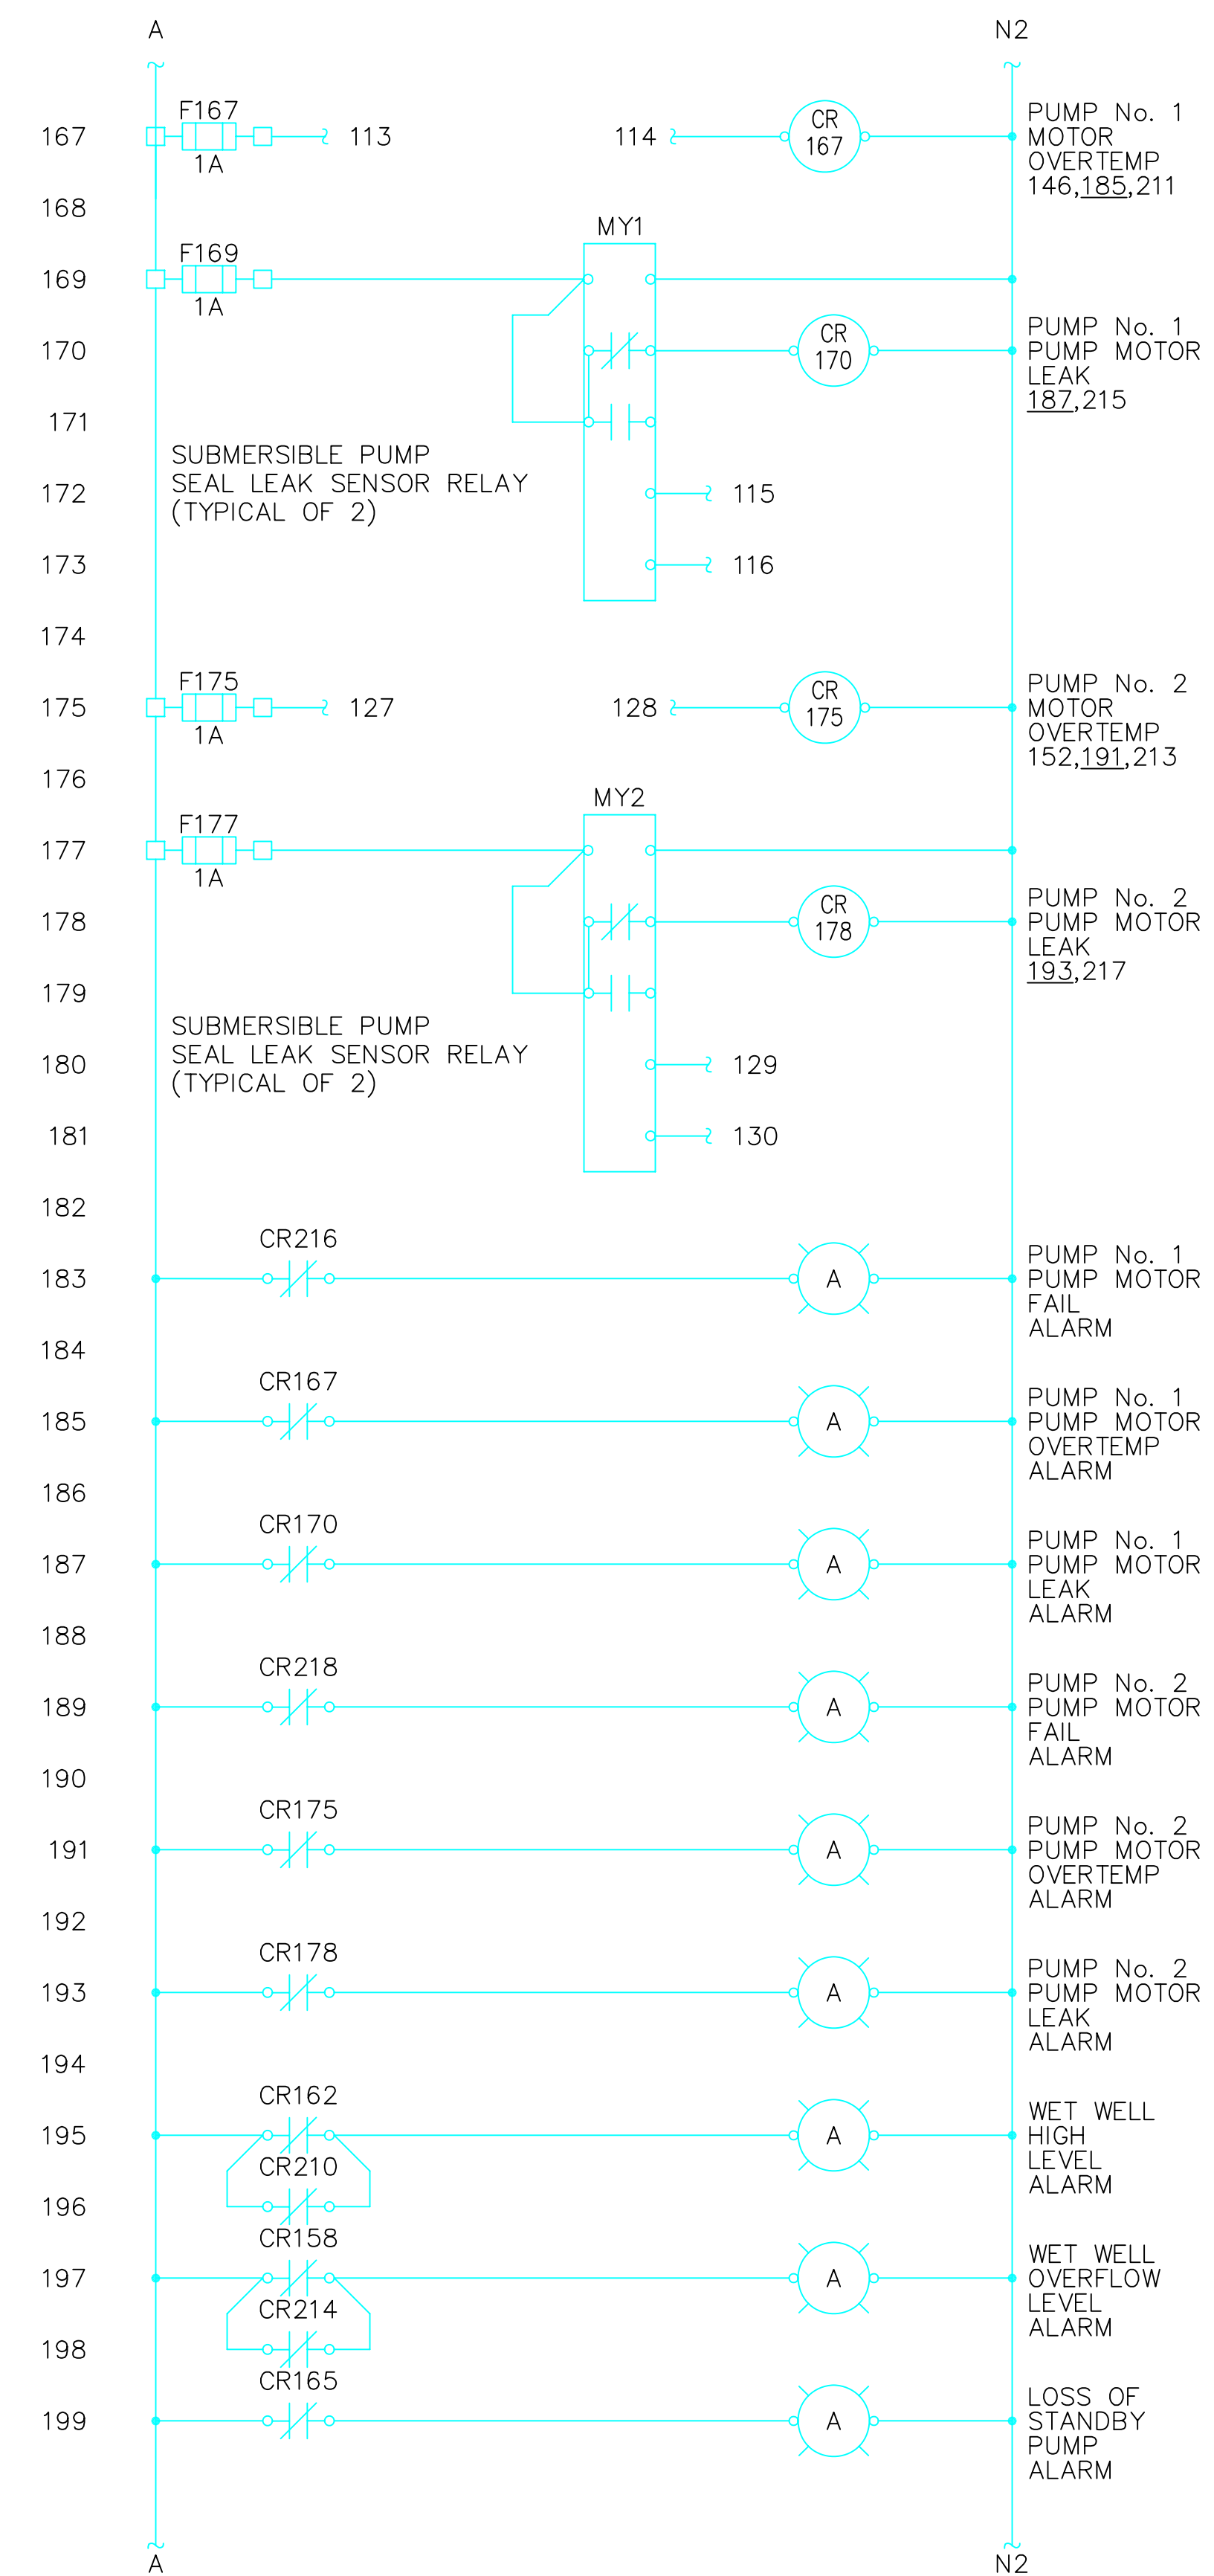 A N2
F167
167 113 114 CR 167
1A
PUMP No. 1
MOTOR
OVERTEMP
146,185,211
168
MY1
F169
169
1A
170 CR 170
PUMP No. 1
PUMP MOTOR
LEAK
187,215
171
SUBMERSIBLE PUMP
SEAL LEAK SENSOR RELAY
(TYPICAL OF 2)
172 115
173 116
174
F175
175 127 128 CR 175
1A
PUMP No. 2
MOTOR
OVERTEMP
152,191,213
176
MY2
F177
177
1A
178 CR 178
PUMP No. 2
PUMP MOTOR
LEAK
193,217
179
SUBMERSIBLE PUMP
SEAL LEAK SENSOR RELAY
(TYPICAL OF 2)
180 129
181 130
182
CR216
183 A
PUMP No. 1
PUMP MOTOR
FAIL
ALARM
184
CR167
185 A
PUMP No. 1
PUMP MOTOR
OVERTEMP
ALARM
186
CR170
187 A
PUMP No. 1
PUMP MOTOR
LEAK
ALARM
188
CR218
189 A
PUMP No. 2
PUMP MOTOR
FAIL
ALARM
190
CR175
191 A
PUMP No. 2
PUMP MOTOR
OVERTEMP
ALARM
192
CR178
193 A
PUMP No. 2
PUMP MOTOR
LEAK
ALARM
194
CR162
195 A
WET WELL
HIGH
LEVEL
ALARM
CR210
196
CR158
197 A
WET WELL
OVERFLOW
LEVEL
ALARM
CR214
198
CR165
199 A
LOSS OF
STANDBY
PUMP
ALARM
A N2